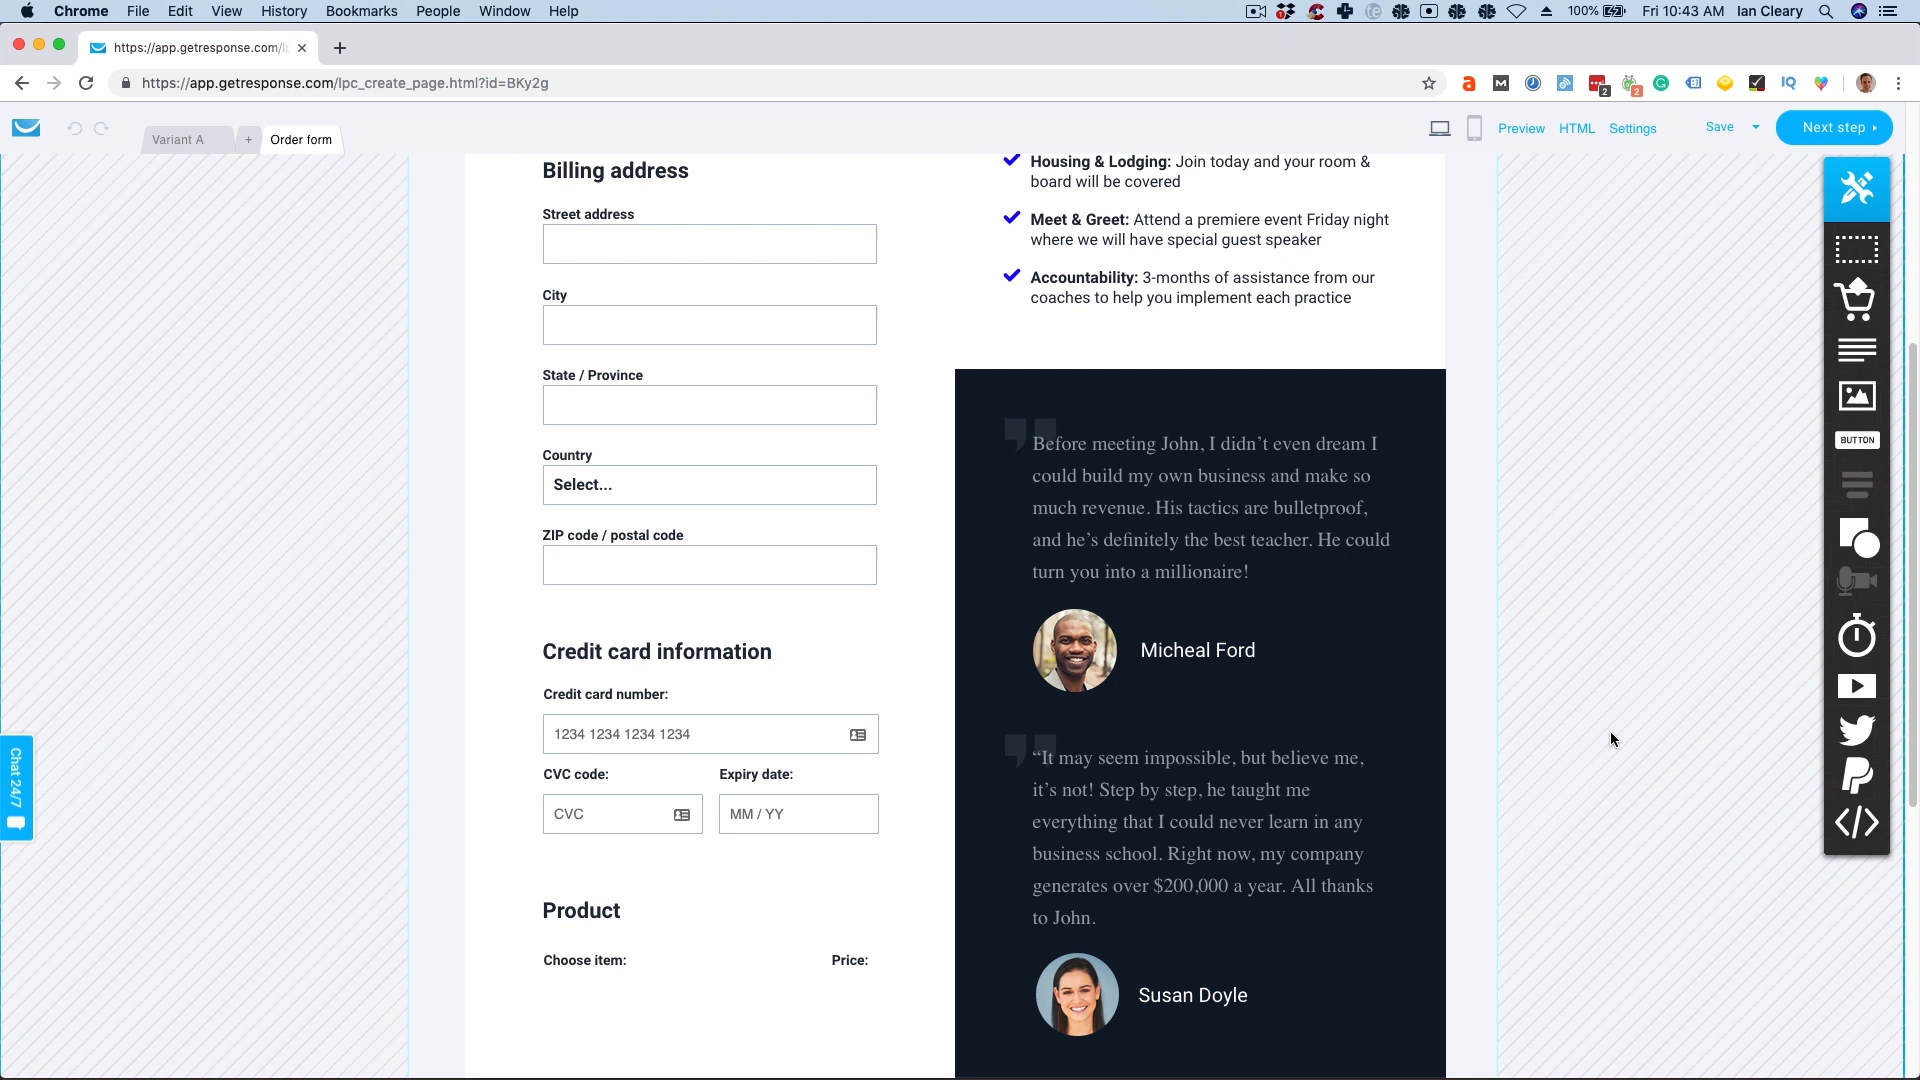 Chrome File Edit View History Bookmarks People Window Help 100% Fri 10:43 AM Ian Cleary
https://app.getresponse.com/l
https://app.getresponse.com/lpc_create_page.html?id=BKy2g
Variant A + Order form Preview HTML Settings Save Next step
Billing address
Street address
City
State / Province
Country
Select...
ZIP code / postal code
Credit card information
Credit card number:
1234 1234 1234 1234
CVC code: Expiry date:
CVC MM / YY
Product
Choose item: Price:
Housing & Lodging: Join today and your room &
board will be covered
Meet & Greet: Attend a premiere event Friday night
where we will have special guest speaker
Accountability: 3-months of assistance from our
coaches to help you implement each practice
Before meeting John, I didn’t even dream I
could build my own business and make so
much revenue. His tactics are bulletproof,
and he’s definitely the best teacher. He could
turn you into a millionaire!
Micheal Ford
“It may seem impossible, but believe me,
it’s not! Step by step, he taught me
everything that I could never learn in any
business school. Right now, my company
generates over $200,000 a year. All thanks
to John.
Susan Doyle
BUTTON
Chat 24/7